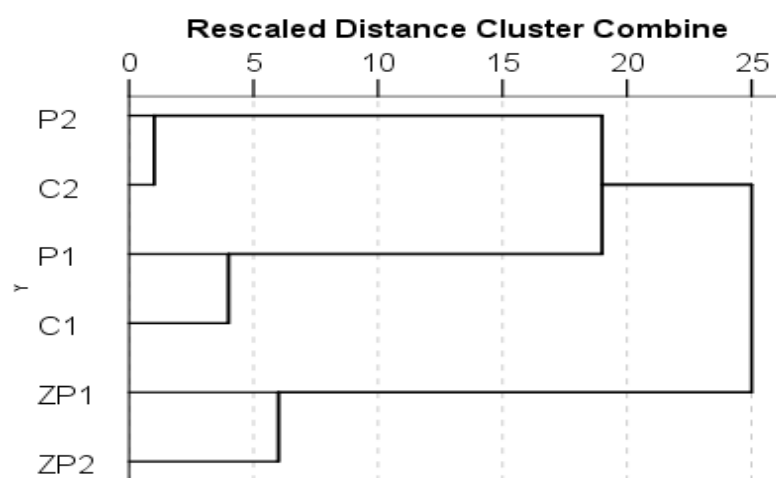 Rescaled Distance Cluster Combine
0 5 10 15 20 25
P2
C2
P1
Y
C1
ZP1
ZP2